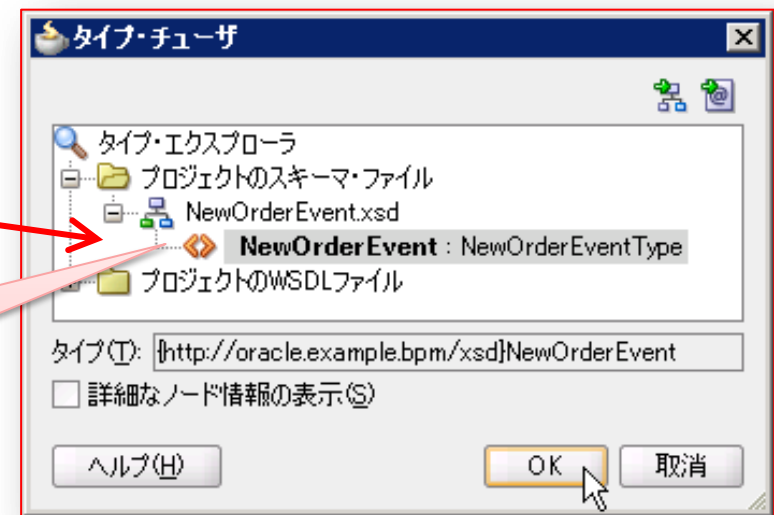 タイプ・チューザ
タイプ・エクスプローラ
プロジェクトのスキーマ・ファイル
NewOrderEvent.xsd
NewOrderEvent : NewOrderEventType
プロジェクトのWSDLファイル
タイプ(T): {http://oracle.example.bpm/xsd}NewOrderEvent
詳細なノード情報の表示(S)
ヘルプ(H) OK 取消